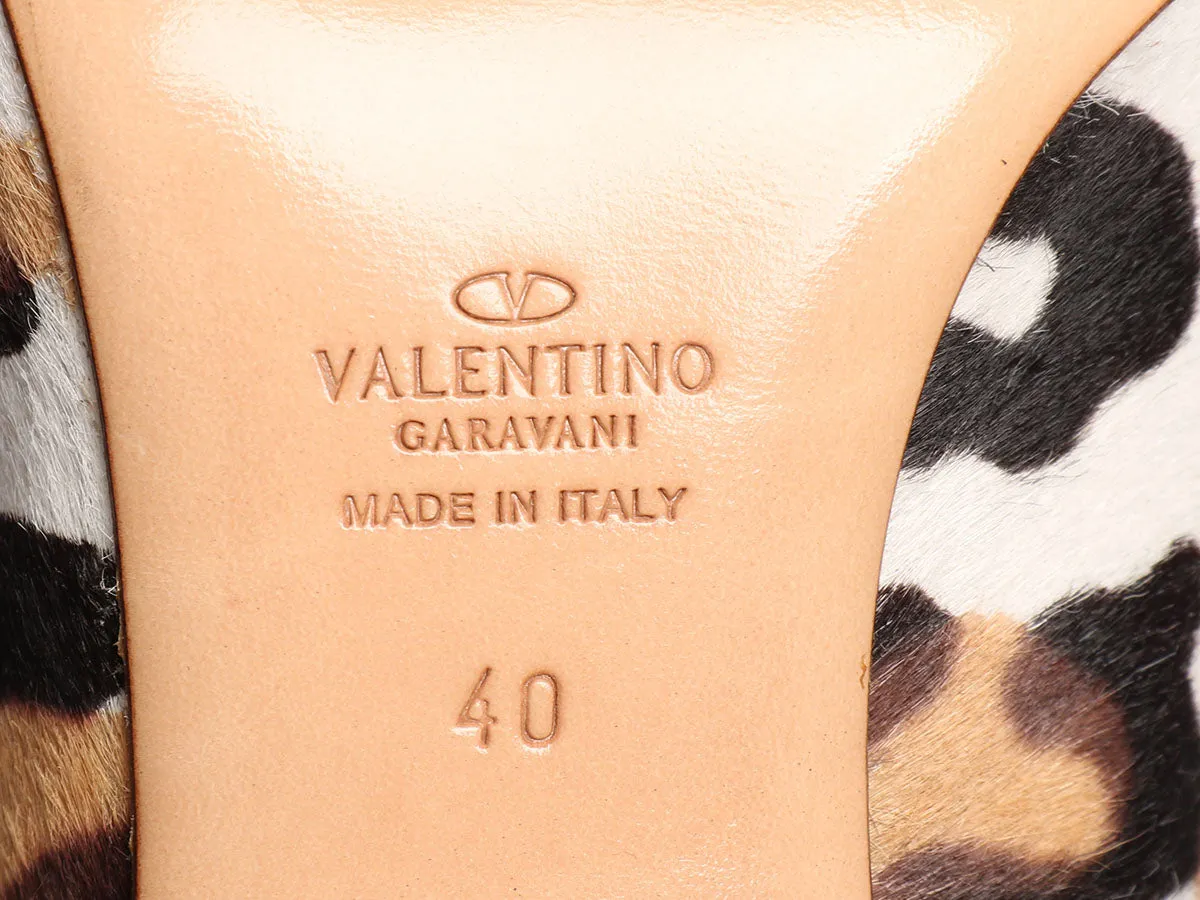 V
VALENTINO
GARAVANI
MADE IN ITALY
40